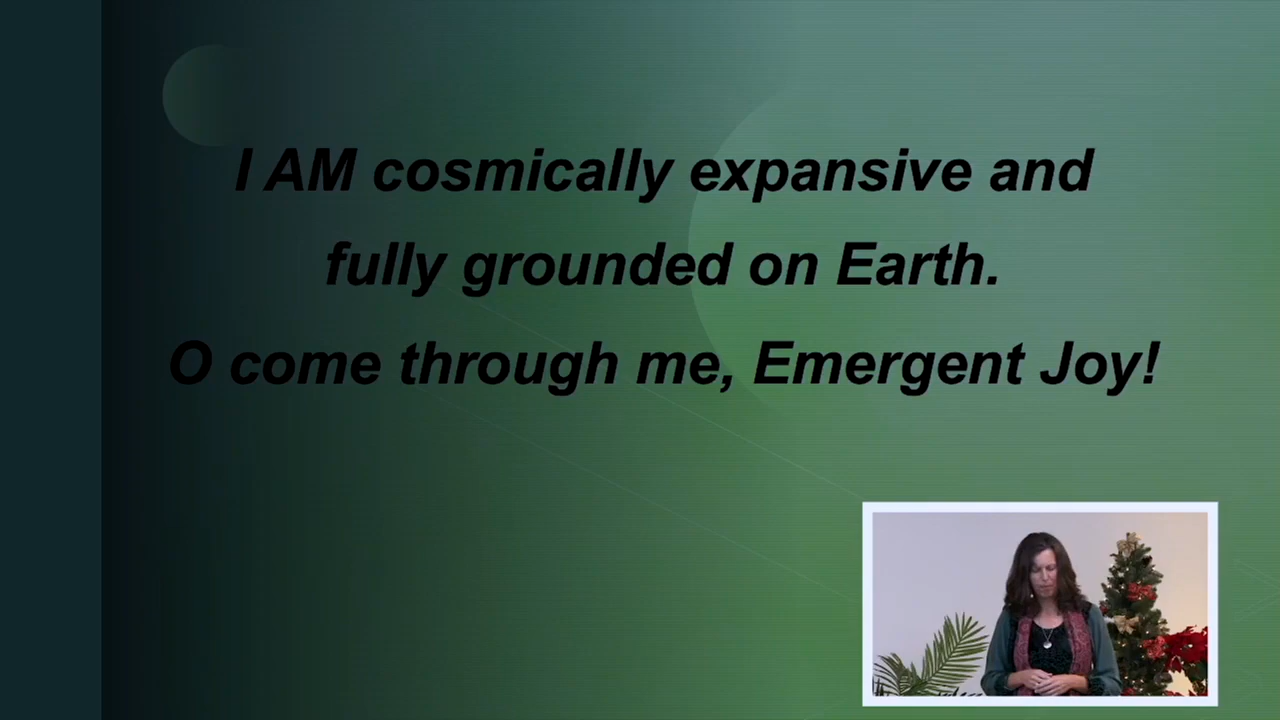 I AM cosmically expansive and
fully grounded on Earth.
O come through me, Emergent Joy!